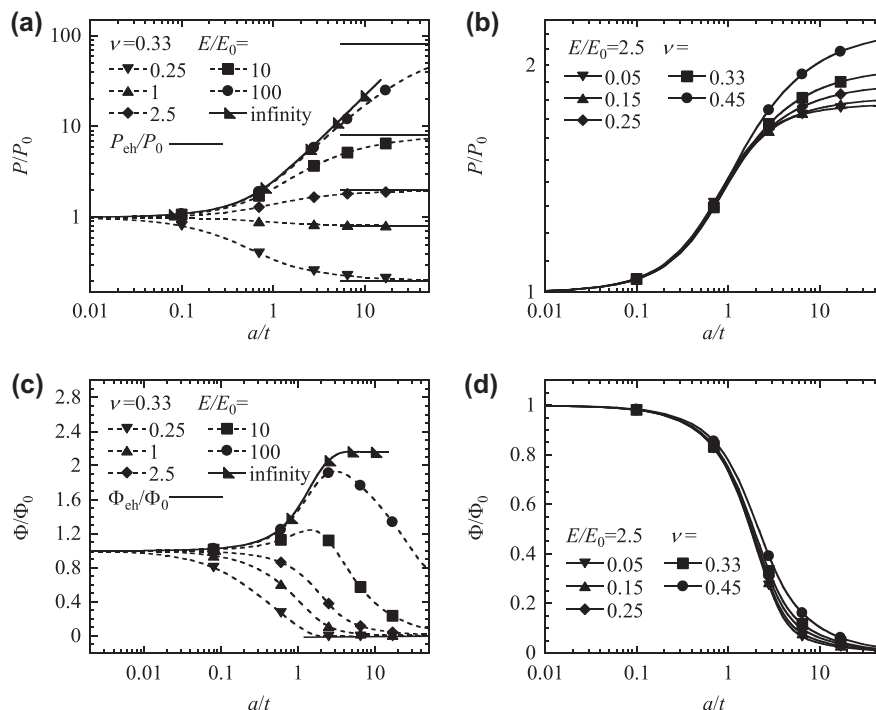 (a)
100
10
1
P/P0
ν=0.33 E/E0=
0.25 10
1 100
2.5 infinity
Peh/P0
0.01 0.1 1 10
a/t
(b)
2
1
P/P0
E/E0=2.5 ν=
0.05 0.33
0.15 0.45
0.25
0.01 0.1 1 10
a/t
(c)
2.8
2.4
2
1.6
1.2
0.8
0.4
0
Φ/Φ0
ν=0.33 E/E0=
0.25 10
1 100
2.5 infinity
Φeh/Φ0
0.01 0.1 1 10
a/t
(d)
1
0.8
0.6
0.4
0.2
0
Φ/Φ0
E/E0=2.5 ν=
0.05 0.33
0.15 0.45
0.25
0.01 0.1 1 10
a/t